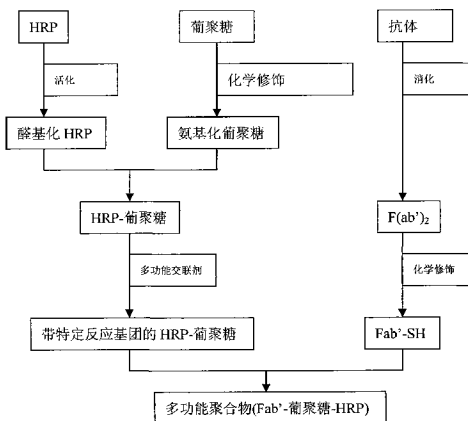 HRP
葡聚糖
抗体
活化
化学修饰
消化
醛基化 HRP
氨基化葡聚糖
HRP-葡聚糖
F(ab’)₂
多功能交联剂
化学修饰
带特定反应基团的 HRP-葡聚糖
Fab’-SH
多功能聚合物(Fab’-葡聚糖-HRP)